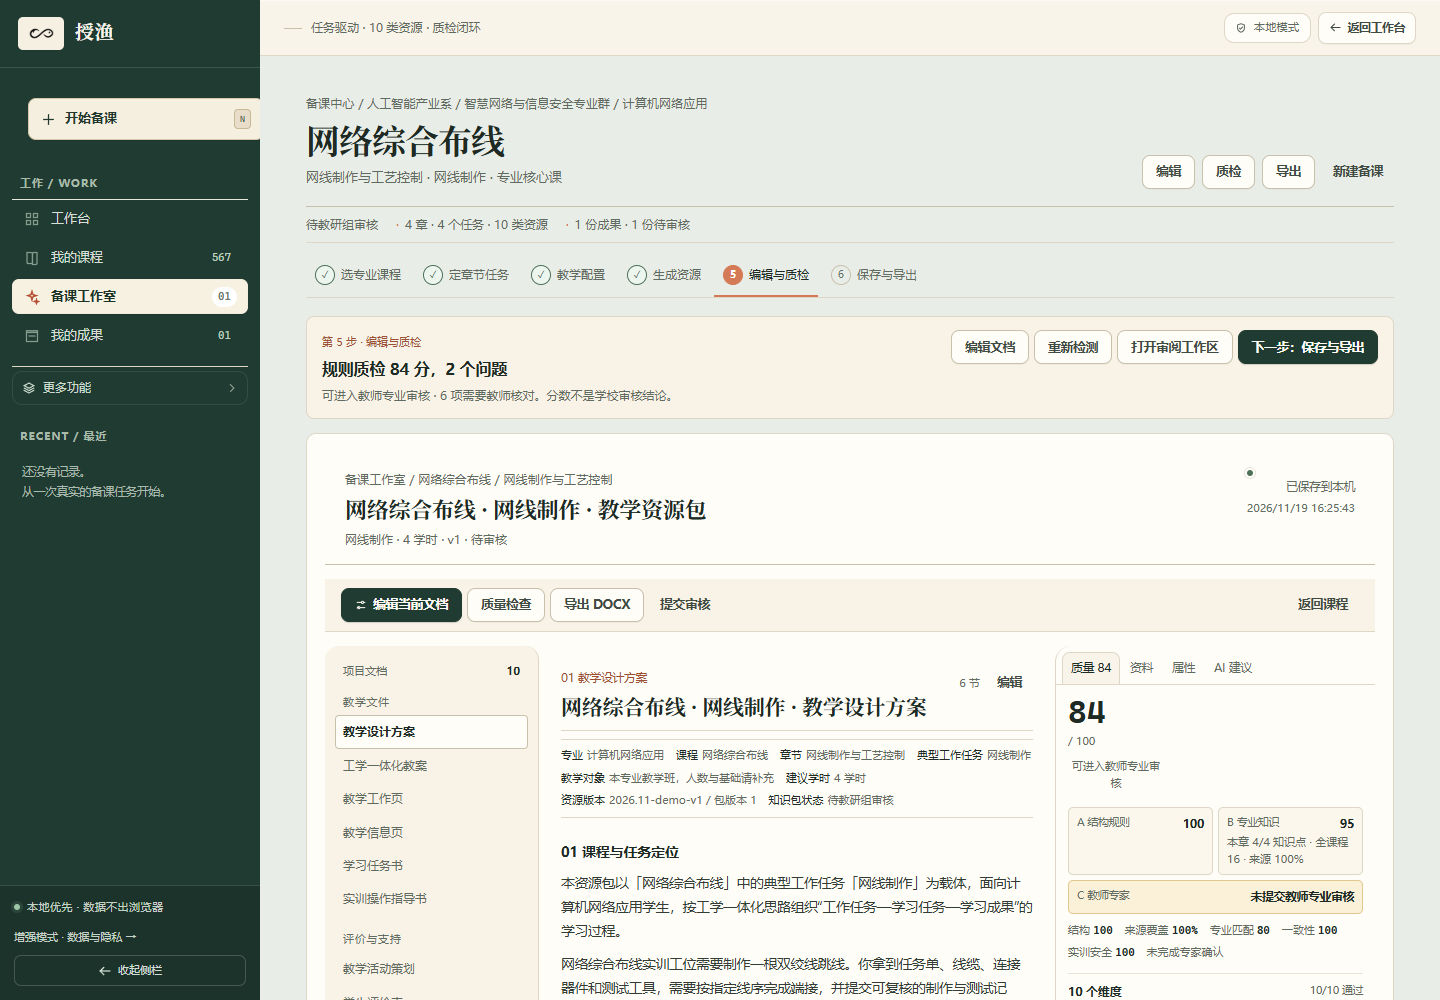 授渔
开始备课
N
工作 / WORK
工作台
我的课程
567
备课工作室
01
我的成果
01
更多功能
RECENT / 最近
还没有记录。
从一次真实的备课任务开始。
本地优先 · 数据不出浏览器
增强模式 · 数据与隐私 →
收起侧栏
任务驱动 · 10 类资源 · 质检闭环
本地模式
返回工作台
备课中心 / 人工智能产业系 / 智慧网络与信息安全专业群 / 计算机网络应用
网络综合布线
网线制作与工艺控制 · 网线制作 · 专业核心课
编辑
质检
导出
新建备课
待教研组审核 · 4 章 · 4 个任务 · 10 类资源 · 1 份成果 · 1 份待审核
选专业课程
定章节任务
教学配置
生成资源
5 编辑与质检
6 保存与导出
第 5 步 · 编辑与质检
规则质检 84 分，2 个问题
可进入教师专业审核 · 6 项需要教师核对。分数不是学校审核结论。
编辑文档
重新检测
打开审阅工作区
下一步：保存与导出
备课工作室 / 网络综合布线 / 网线制作与工艺控制
网络综合布线 · 网线制作 · 教学资源包
网线制作 · 4 学时 · v1 · 待审核
已保存到本机
2026/11/19 16:25:43
编辑当前文档
质量检查
导出 DOCX
提交审核
返回课程
项目文档
10
教学文件
教学设计方案
工学一体化教案
教学工作页
教学信息页
学习任务书
实训操作指导书
评价与支持
教学活动策划
学生评价表
01 教学设计方案
网络综合布线 · 网线制作 · 教学设计方案
6 节
编辑
专业 计算机网络应用 课程 网络综合布线 章节 网线制作与工艺控制 典型工作任务 网线制作
教学对象 本专业教学班，人数与基础请补充 建议学时 4 学时
资源版本 2026.11-demo-v1 / 包版本 1 知识包状态 待教研组审核
01 课程与任务定位
本资源包以「网络综合布线」中的典型工作任务「网线制作」为载体，面向计
算机网络应用学生，按工学一体化思路组织“工作任务—学习任务—学习成果”的
学习过程。
网络综合布线实训工位需要制作一根双绞线跳线。你拿到任务单、线缆、连接
器件和测试工具，需要按指定线序完成端接，并提交可复核的制作与测试记
质量 84
资料
属性
AI 建议
84
/ 100
可进入教师专业审
核
A 结构规则
100
B 专业知识
95
本章 4/4 知识点 · 全课程
16 · 来源 100%
C 教师专家
未提交教师专业审核
结构 100 来源覆盖 100% 专业匹配 80 一致性 100
实训安全 100 未完成专家确认
10 个维度
10/10 通过